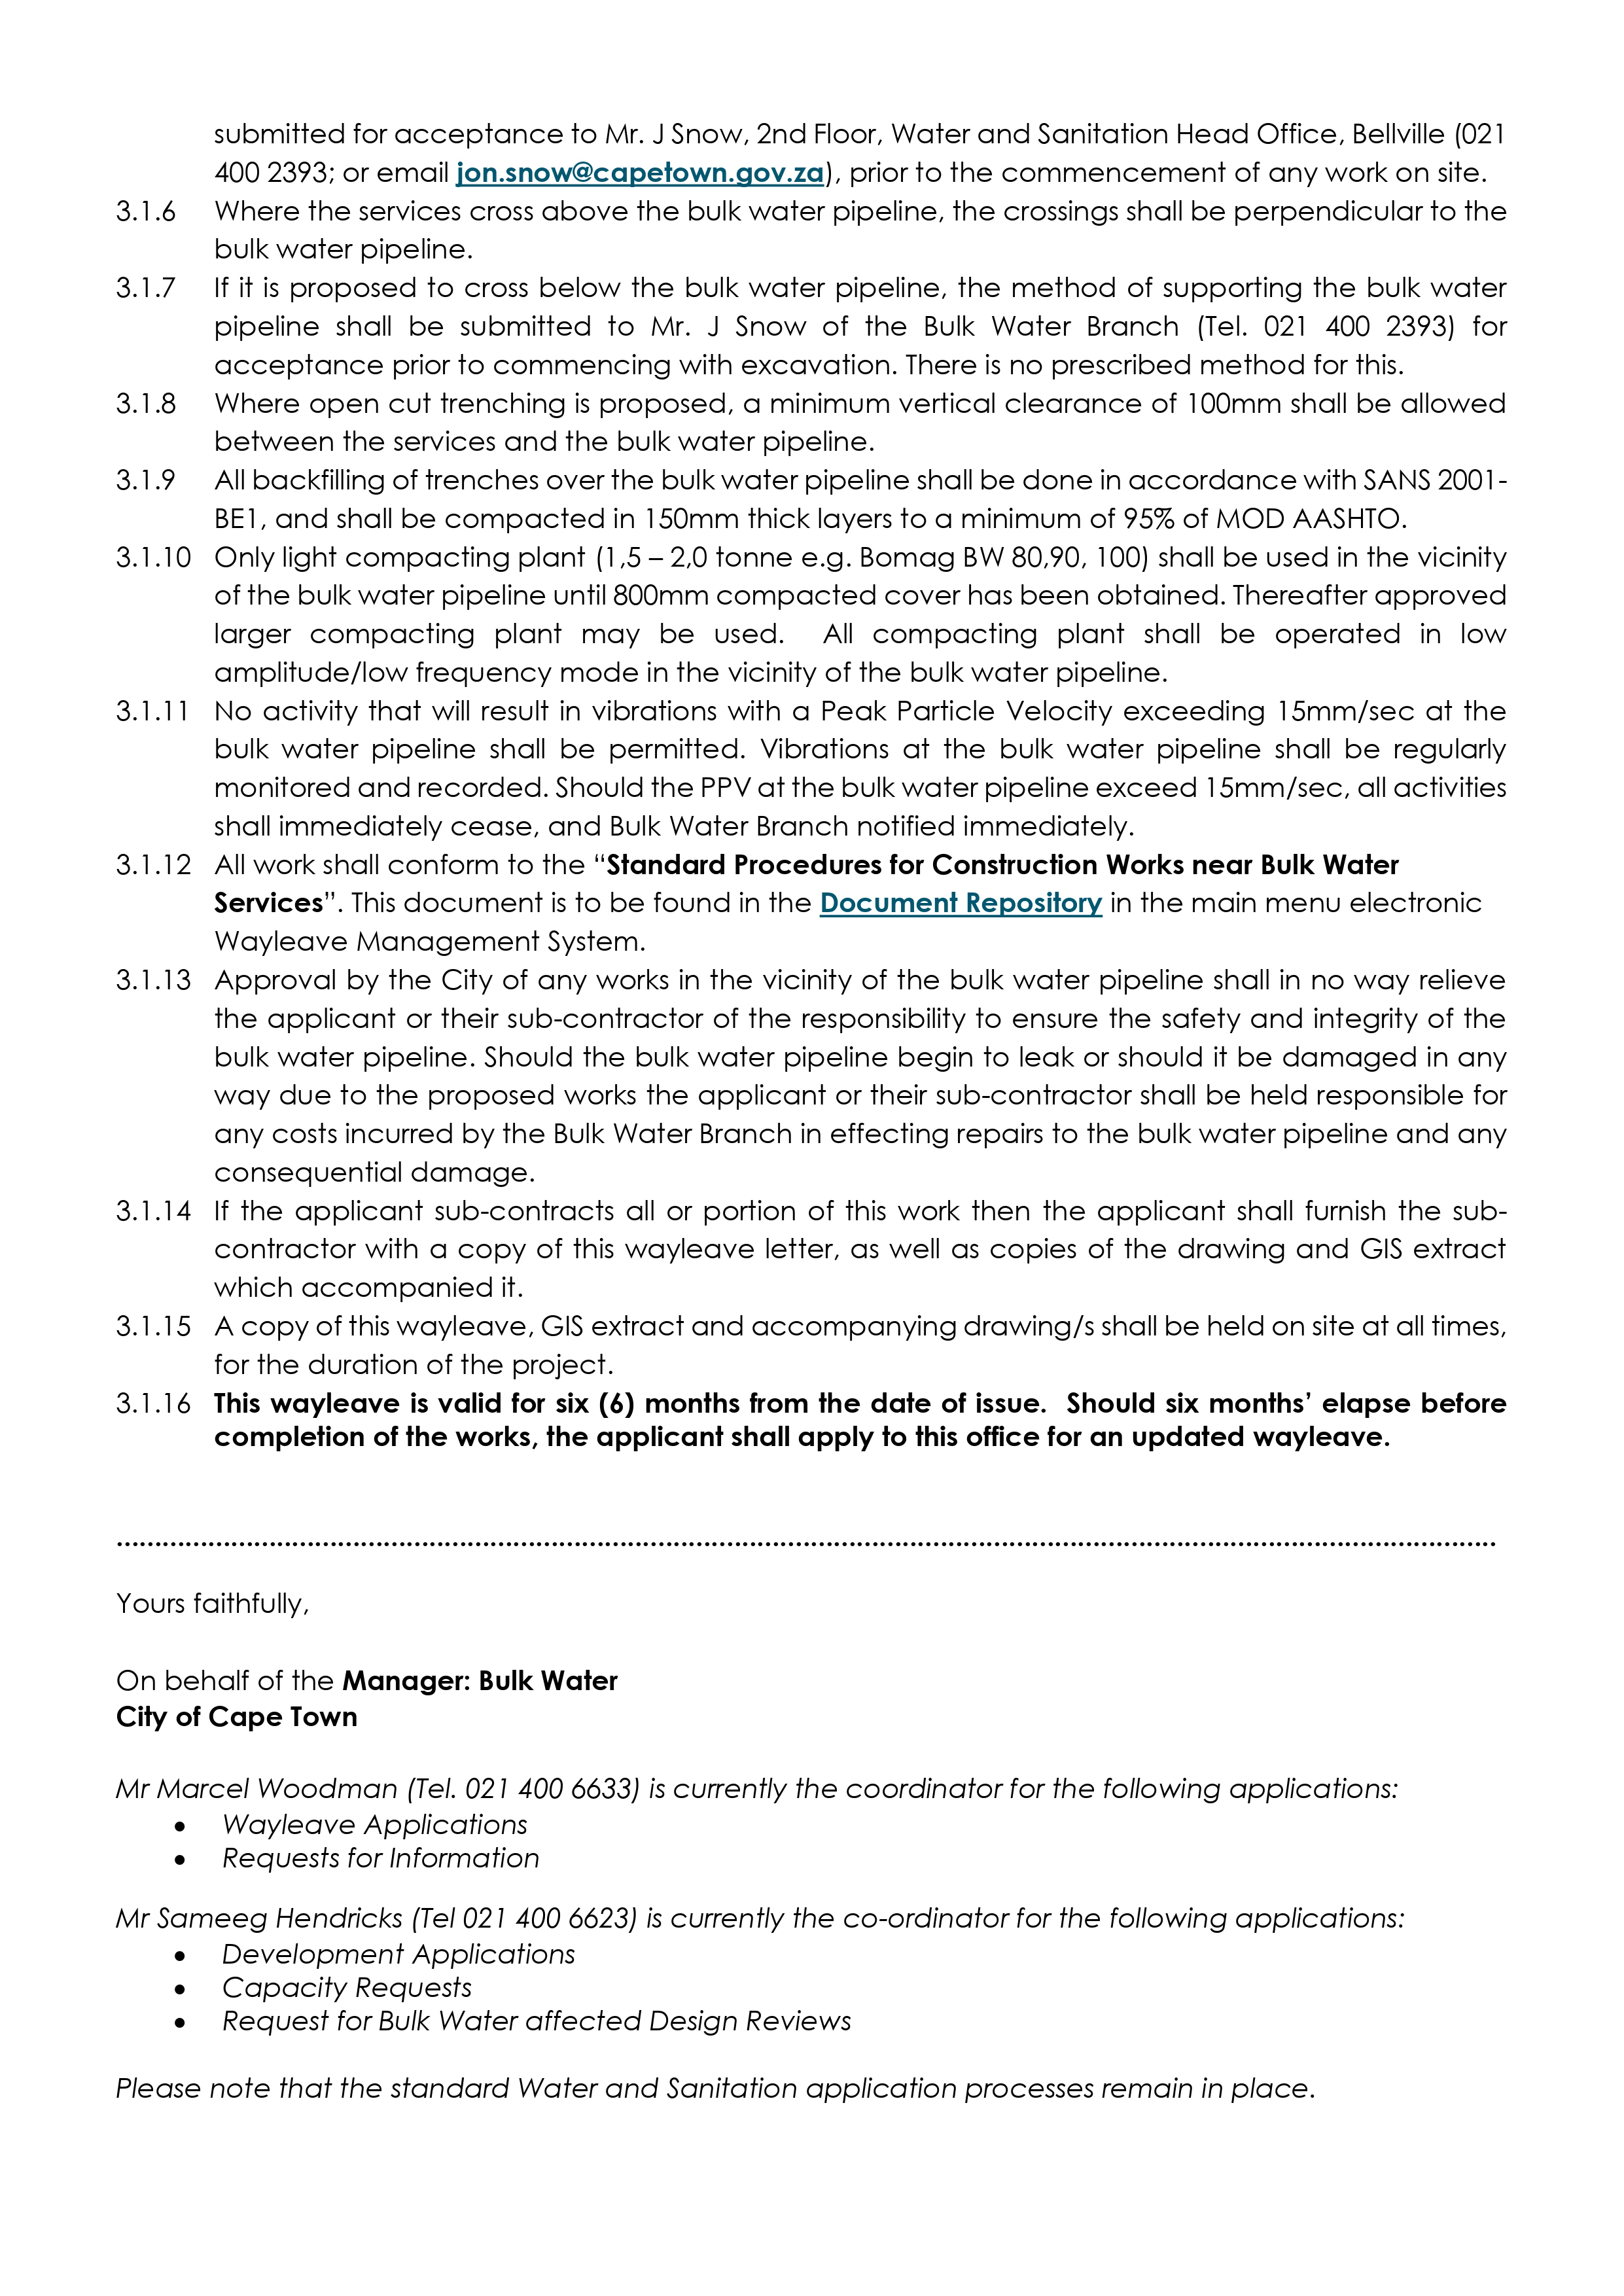 submitted for acceptance to Mr. J Snow, 2nd Floor, Water and Sanitation Head Office, Bellville (021
400 2393; or email jon.snow@capetown.gov.za), prior to the commencement of any work on site.
3.1.6 Where the services cross above the bulk water pipeline, the crossings shall be perpendicular to the
bulk water pipeline.
3.1.7 If it is proposed to cross below the bulk water pipeline, the method of supporting the bulk water
pipeline shall be submitted to Mr. J Snow of the Bulk Water Branch (Tel. 021 400 2393) for
acceptance prior to commencing with excavation. There is no prescribed method for this.
3.1.8 Where open cut trenching is proposed, a minimum vertical clearance of 100mm shall be allowed
between the services and the bulk water pipeline.
3.1.9 All backfilling of trenches over the bulk water pipeline shall be done in accordance with SANS 2001-
BE1, and shall be compacted in 150mm thick layers to a minimum of 95% of MOD AASHTO.
3.1.10 Only light compacting plant (1,5 – 2,0 tonne e.g. Bomag BW 80,90, 100) shall be used in the vicinity
of the bulk water pipeline until 800mm compacted cover has been obtained. Thereafter approved
larger compacting plant may be used. All compacting plant shall be operated in low
amplitude/low frequency mode in the vicinity of the bulk water pipeline.
3.1.11 No activity that will result in vibrations with a Peak Particle Velocity exceeding 15mm/sec at the
bulk water pipeline shall be permitted. Vibrations at the bulk water pipeline shall be regularly
monitored and recorded. Should the PPV at the bulk water pipeline exceed 15mm/sec, all activities
shall immediately cease, and Bulk Water Branch notified immediately.
3.1.12 All work shall conform to the “Standard Procedures for Construction Works near Bulk Water
Services”. This document is to be found in the Document Repository in the main menu electronic
Wayleave Management System.
3.1.13 Approval by the City of any works in the vicinity of the bulk water pipeline shall in no way relieve
the applicant or their sub-contractor of the responsibility to ensure the safety and integrity of the
bulk water pipeline. Should the bulk water pipeline begin to leak or should it be damaged in any
way due to the proposed works the applicant or their sub-contractor shall be held responsible for
any costs incurred by the Bulk Water Branch in effecting repairs to the bulk water pipeline and any
consequential damage.
3.1.14 If the applicant sub-contracts all or portion of this work then the applicant shall furnish the sub-
contractor with a copy of this wayleave letter, as well as copies of the drawing and GIS extract
which accompanied it.
3.1.15 A copy of this wayleave, GIS extract and accompanying drawing/s shall be held on site at all times,
for the duration of the project.
3.1.16 This wayleave is valid for six (6) months from the date of issue. Should six months’ elapse before
completion of the works, the applicant shall apply to this office for an updated wayleave.
Yours faithfully,
On behalf of the Manager: Bulk Water
City of Cape Town
Mr Marcel Woodman (Tel. 021 400 6633) is currently the coordinator for the following applications:
• Wayleave Applications
• Requests for Information
Mr Sameeg Hendricks (Tel 021 400 6623) is currently the co-ordinator for the following applications:
• Development Applications
• Capacity Requests
• Request for Bulk Water affected Design Reviews
Please note that the standard Water and Sanitation application processes remain in place.